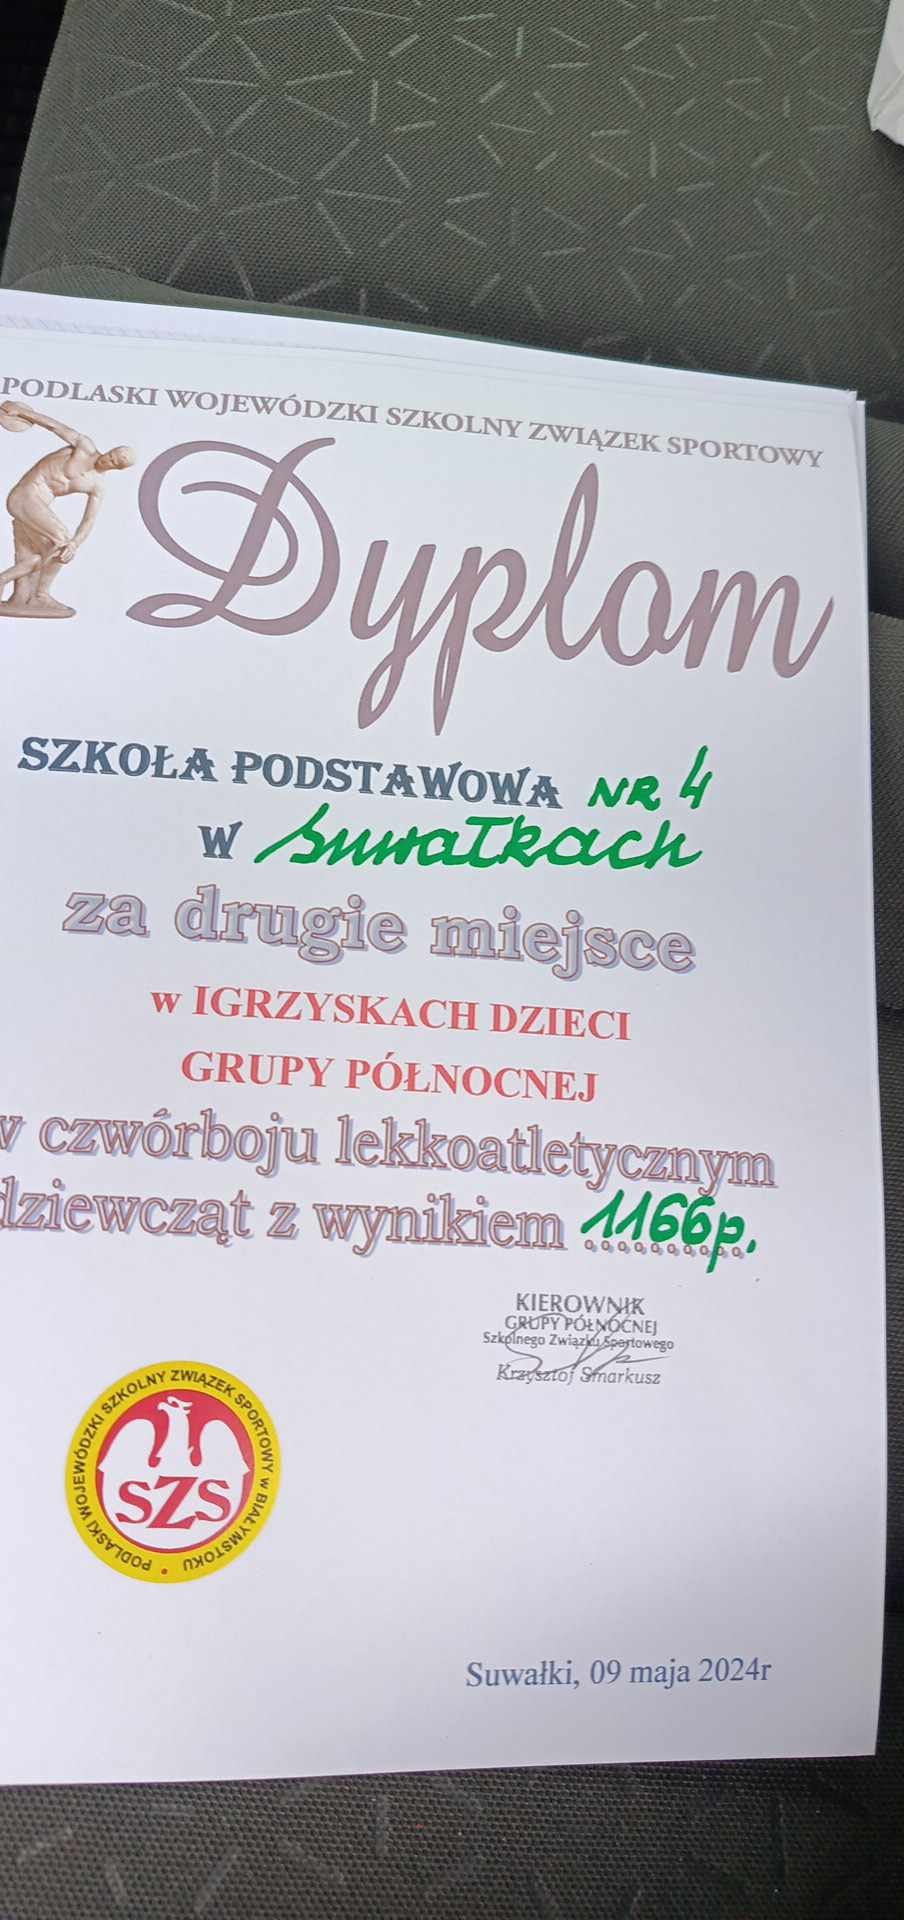 PODLASKI WOJEWÓDZKI SZKOLNY ZWIĄZEK SPORTOWY
Dyplom
SZKOŁA PODSTAWOWA NR 4
w Suwałkach
za drugie miejsce
w IGRZYSKACH DZIECI
GRUPY PÓŁNOCNEJ
w czwórboju lekkoatletycznym
dziewcząt z wynikiem 1166p.
KIEROWNIK
GRUPY PÓŁNOCNEJ
Szkolnego Związku Sportowego
Krzysztof Smarkusz
PODLASKI WOJEWÓDZKI SZKOLNY ZWIĄZEK SPORTOWY w BIAŁYMSTOKU
SZS
Suwałki, 09 maja 2024r